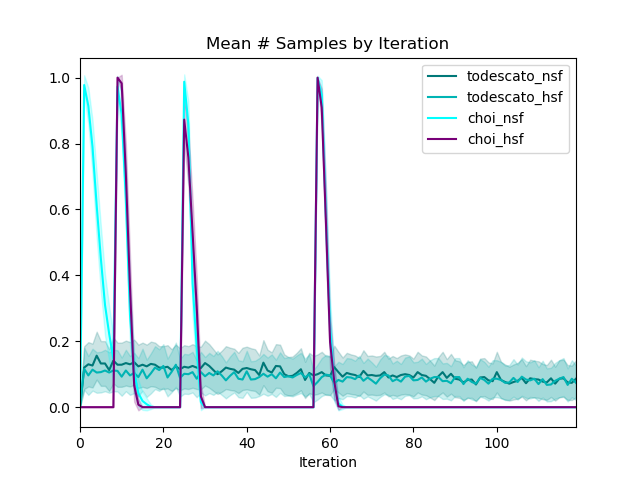 Mean # Samples by Iteration
1.0
0.8
0.6
0.4
0.2
0.0
0
20
40
60
80
100
Iteration
todescato_nsf
todescato_hsf
choi_nsf
choi_hsf